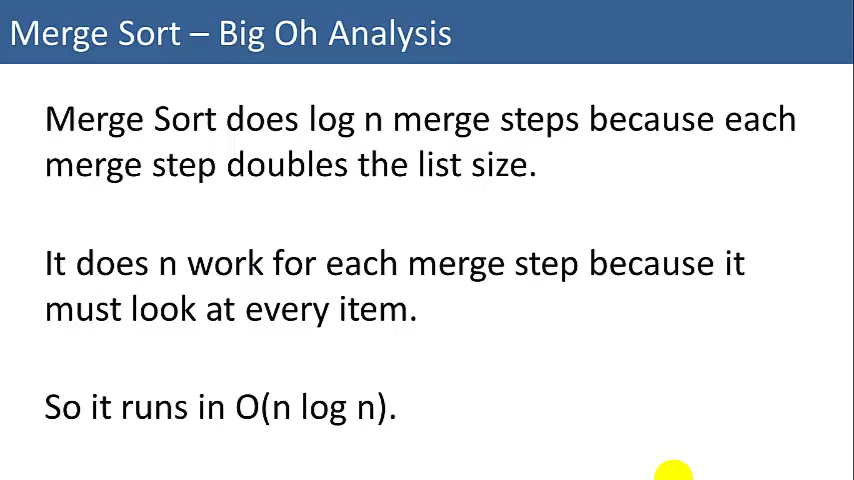 Merge Sort – Big Oh Analysis
Merge Sort does log n merge steps because each
merge step doubles the list size.
It does n work for each merge step because it
must look at every item.
So it runs in O(n log n).